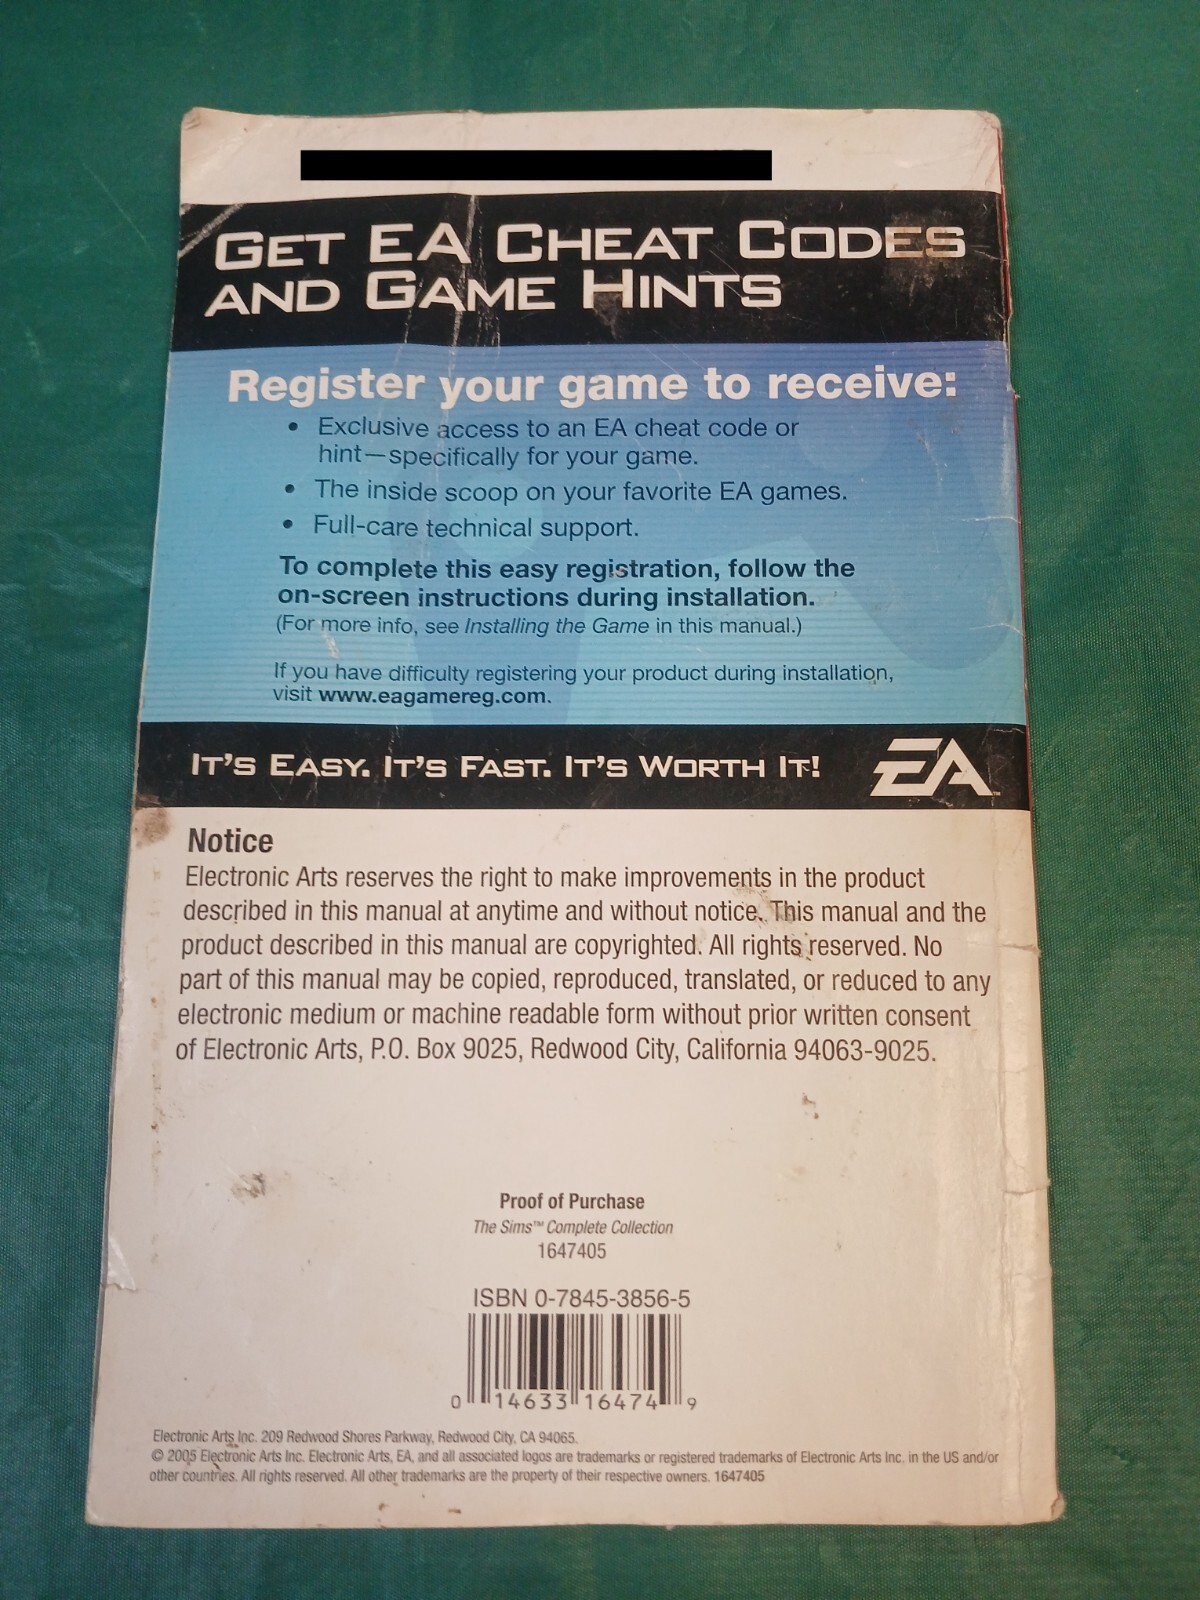 GET EA CHEAT CODES
AND GAME HINTS
Register your game to receive:
• Exclusive access to an EA cheat code or
hint—specifically for your game.
• The inside scoop on your favorite EA games.
• Full-care technical support.
To complete this easy registration, follow the
on-screen instructions during installation.
(For more info, see Installing the Game in this manual.)
If you have difficulty registering your product during installation,
visit www.eagamereg.com.
IT'S EASY. IT'S FAST. IT'S WORTH IT!
EA™
Notice
Electronic Arts reserves the right to make improvements in the product
described in this manual at anytime and without notice. This manual and the
product described in this manual are copyrighted. All rights reserved. No
part of this manual may be copied, reproduced, translated, or reduced to any
electronic medium or machine readable form without prior written consent
of Electronic Arts, P.O. Box 9025, Redwood City, California 94063-9025.
Proof of Purchase
The Sims™ Complete Collection
1647405
ISBN 0-7845-3856-5
0 14633 16474 9
Electronic Arts Inc. 209 Redwood Shores Parkway, Redwood City, CA 94065.
© 2005 Electronic Arts Inc. Electronic Arts, EA, and all associated logos are trademarks or registered trademarks of Electronic Arts Inc. in the US and/or
other countries. All rights reserved. All other trademarks are the property of their respective owners. 1647405